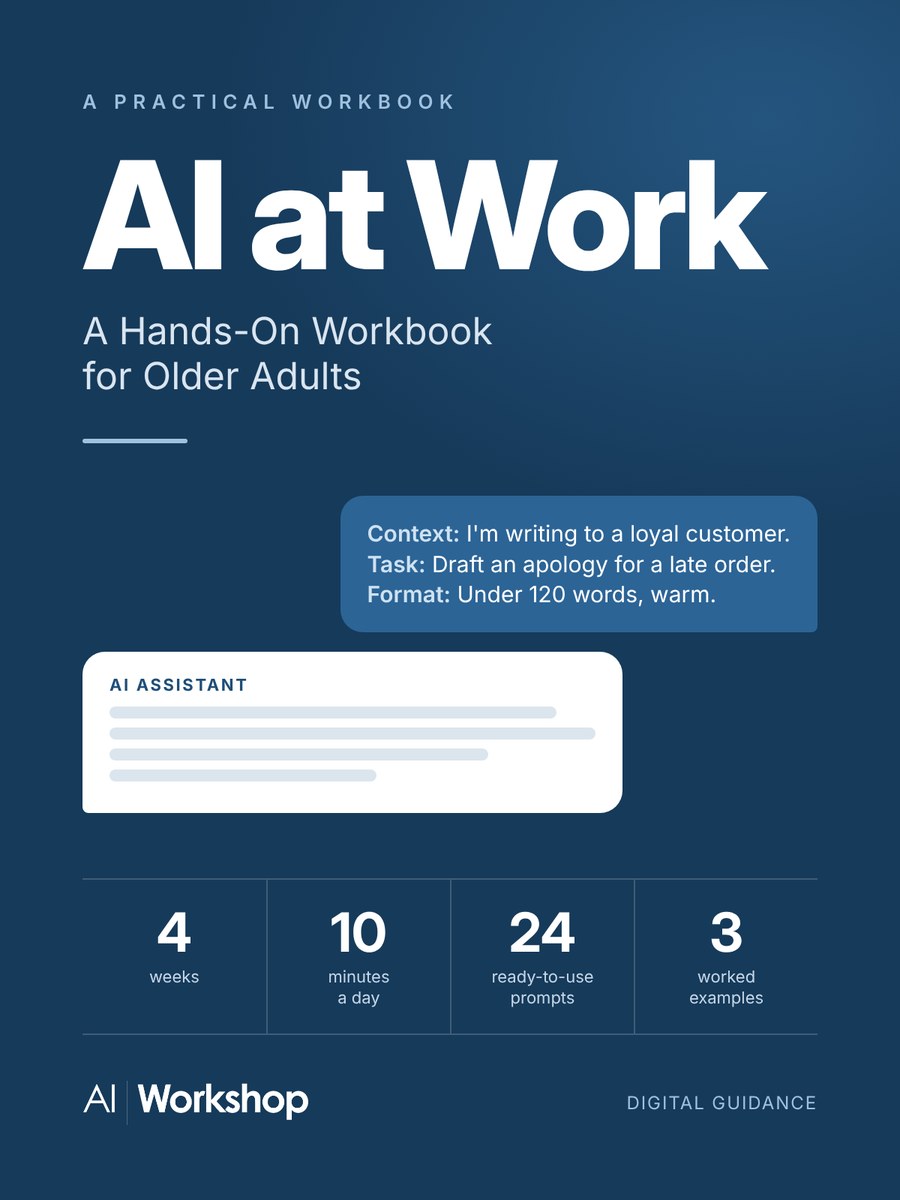 A PRACTICAL WORKBOOK
AI at Work
A Hands-On Workbook
for Older Adults
Context: I'm writing to a loyal customer.
Task: Draft an apology for a late order.
Format: Under 120 words, warm.
AI ASSISTANT
4
weeks
10
minutes
a day
24
ready-to-use
prompts
3
worked
examples
AI | Workshop
DIGITAL GUIDANCE